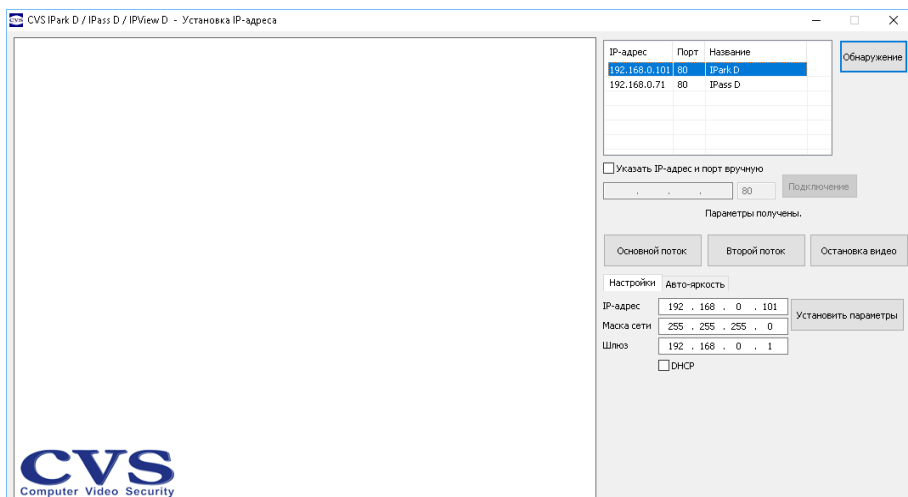 CVS CVS IPark D / IPass D / IPView D - Установка IP-адреса
IP-адрес Порт Название
192.168.0.101 80 IPark D
192.168.0.71 80 IPass D
Обнаружение
Указать IP-адрес и порт вручную
. . . 80 Подключение
Параметры получены.
Основной поток Второй поток Остановка видео
Настройки Авто-яркость
IP-адрес 192 . 168 . 0 . 101
Установить параметры
Маска сети 255 . 255 . 255 . 0
Шлюз 192 . 168 . 0 . 1
DHCP
CVS
Computer Video Security